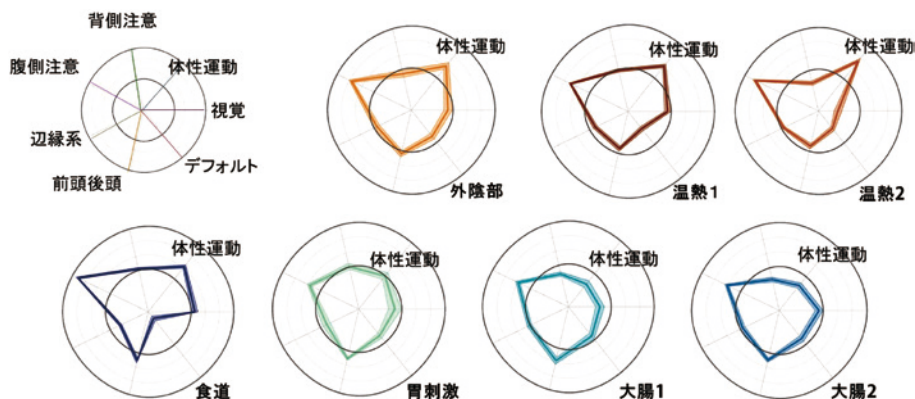 背側注意
腹側注意
体性運動
視覚
辺縁系
デフォルト
前頭後頭
体性運動
外陰部
体性運動
温熱1
体性運動
温熱2
体性運動
食道
体性運動
胃刺激
体性運動
大腸1
体性運動
大腸2